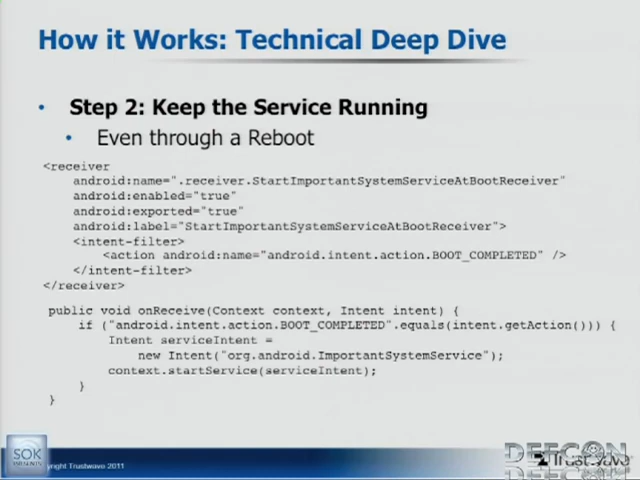 How it Works: Technical Deep Dive
• Step 2: Keep the Service Running
• Even through a Reboot
<receiver
android:name=".receiver.StartImportantSystemServiceAtBootReceiver"
android:enabled="true"
android:exported="true"
android:label="StartImportantSystemServiceAtBootReceiver">
<intent-filter>
<action android:name="android.intent.action.BOOT_COMPLETED" />
</intent-filter>
</receiver>
public void onReceive(Context context, Intent intent) {
if ("android.intent.action.BOOT_COMPLETED".equals(intent.getAction())) {
Intent serviceIntent =
new Intent("org.android.ImportantSystemService");
context.startService(serviceIntent);
}
}
SOK
Trustwave 2011
DEFCON
Trustwave